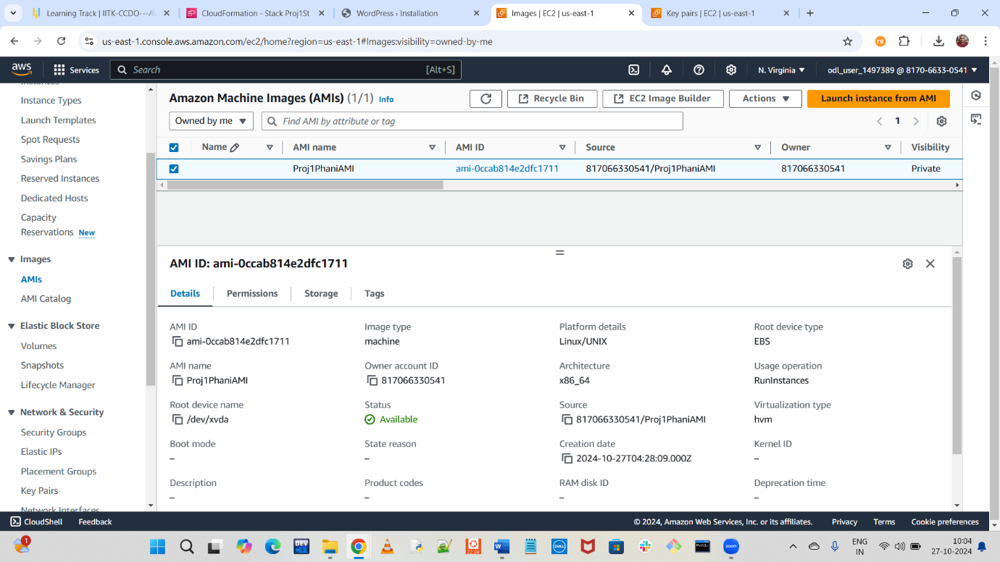 Learning Track | IITK-CCDO---A
CloudFormation - Stack Proj1S
WordPress › Installation
Images | EC2 | us-east-1
Key pairs | EC2 | us-east-1
us-east-1.console.aws.amazon.com/ec2/home?region=us-east-1#Images:visibility=owned-by-me
aws
Services
Search
[Alt+S]
N. Virginia
odl_user_1497389 @ 8170-6633-0541
Instances
Instance Types
Launch Templates
Spot Requests
Savings Plans
Reserved Instances
Dedicated Hosts
Capacity
Reservations New
Images
AMIs
AMI Catalog
Elastic Block Store
Volumes
Snapshots
Lifecycle Manager
Network & Security
Security Groups
Elastic IPs
Placement Groups
Key Pairs
Network Interfaces
Amazon Machine Images (AMIs) (1/1) Info
Recycle Bin
EC2 Image Builder
Actions
Launch instance from AMI
Owned by me
Find AMI by attribute or tag
1
Name AMI name AMI ID Source Owner Visibility
Proj1PhaniAMI ami-0ccab814e2dfc1711 817066330541/Proj1PhaniAMI 817066330541 Private
AMI ID: ami-0ccab814e2dfc1711
Details Permissions Storage Tags
AMI ID Image type Platform details Root device type
ami-0ccab814e2dfc1711 machine Linux/UNIX EBS
AMI name Owner account ID Architecture Usage operation
Proj1PhaniAMI 817066330541 x86_64 RunInstances
Root device name Status Source Virtualization type
/dev/xvda Available 817066330541/Proj1PhaniAMI hvm
Boot mode State reason Creation date Kernel ID
– – 2024-10-27T04:28:09.000Z –
Description Product codes RAM disk ID Deprecation time
– – – –
CloudShell Feedback © 2024, Amazon Web Services, Inc. or its affiliates. Privacy Terms Cookie preferences
1
DEV
DELL
MySQL
zoom
ENG
IN
10:04
27-10-2024